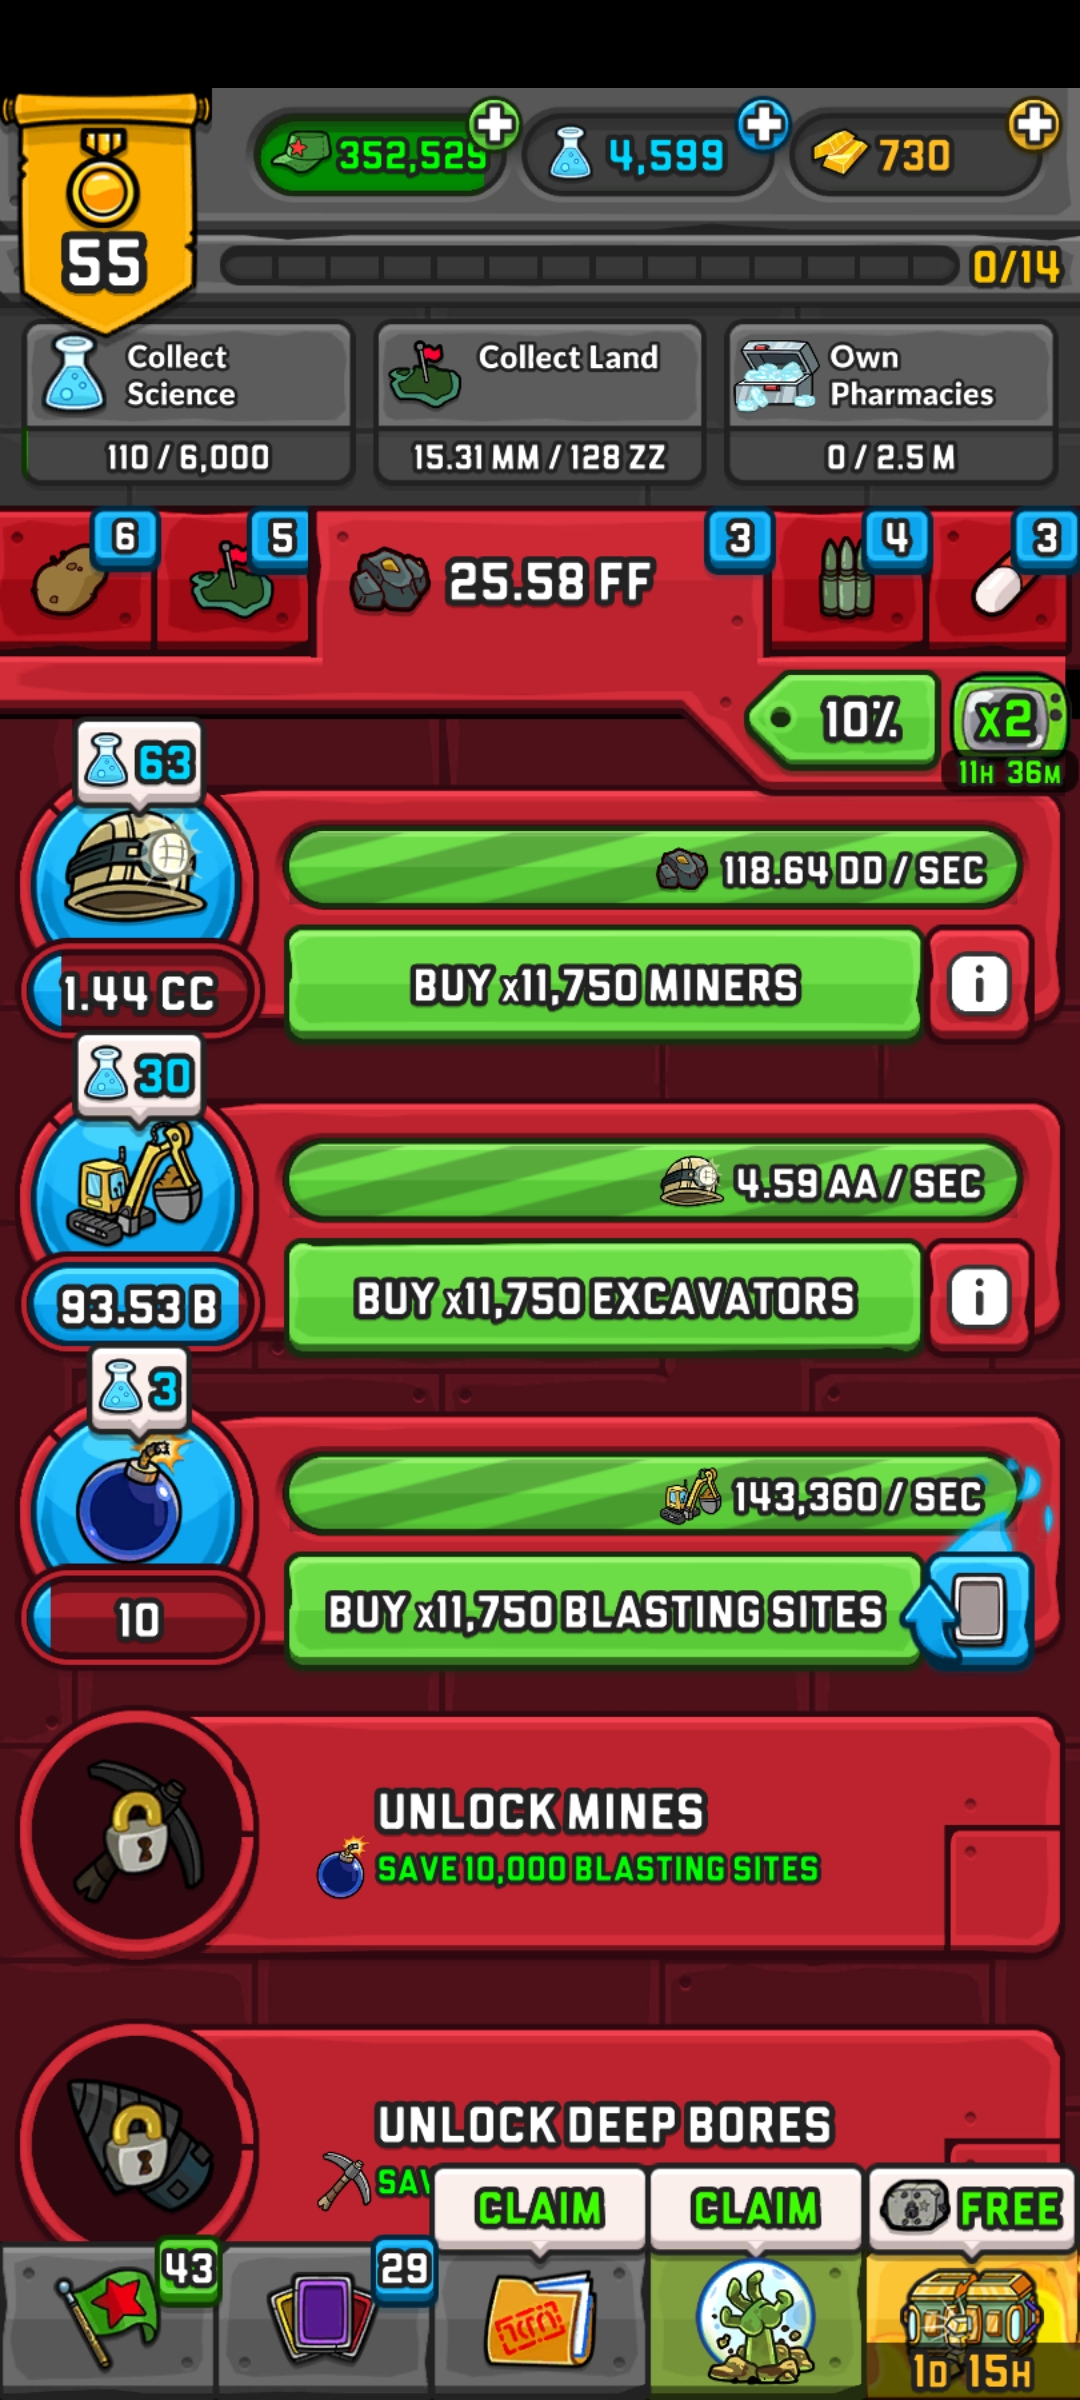 352,529
4,599
730
55
0/14
Collect Science
110 / 6,000
Collect Land
15.31 MM / 128 ZZ
Own Pharmacies
0 / 2.5 M
6
5
25.58 FF
3
4
3
10%
x2
11H 36M
63
118.64 DD / SEC
1.44 CC
BUY x11,750 MINERS
i
30
4.59 AA / SEC
93.53 B
BUY x11,750 EXCAVATORS
i
3
143,360 / SEC
10
BUY x11,750 BLASTING SITES
UNLOCK MINES
SAVE 10,000 BLASTING SITES
UNLOCK DEEP BORES
CLAIM
CLAIM
FREE
43
29
1D 15H